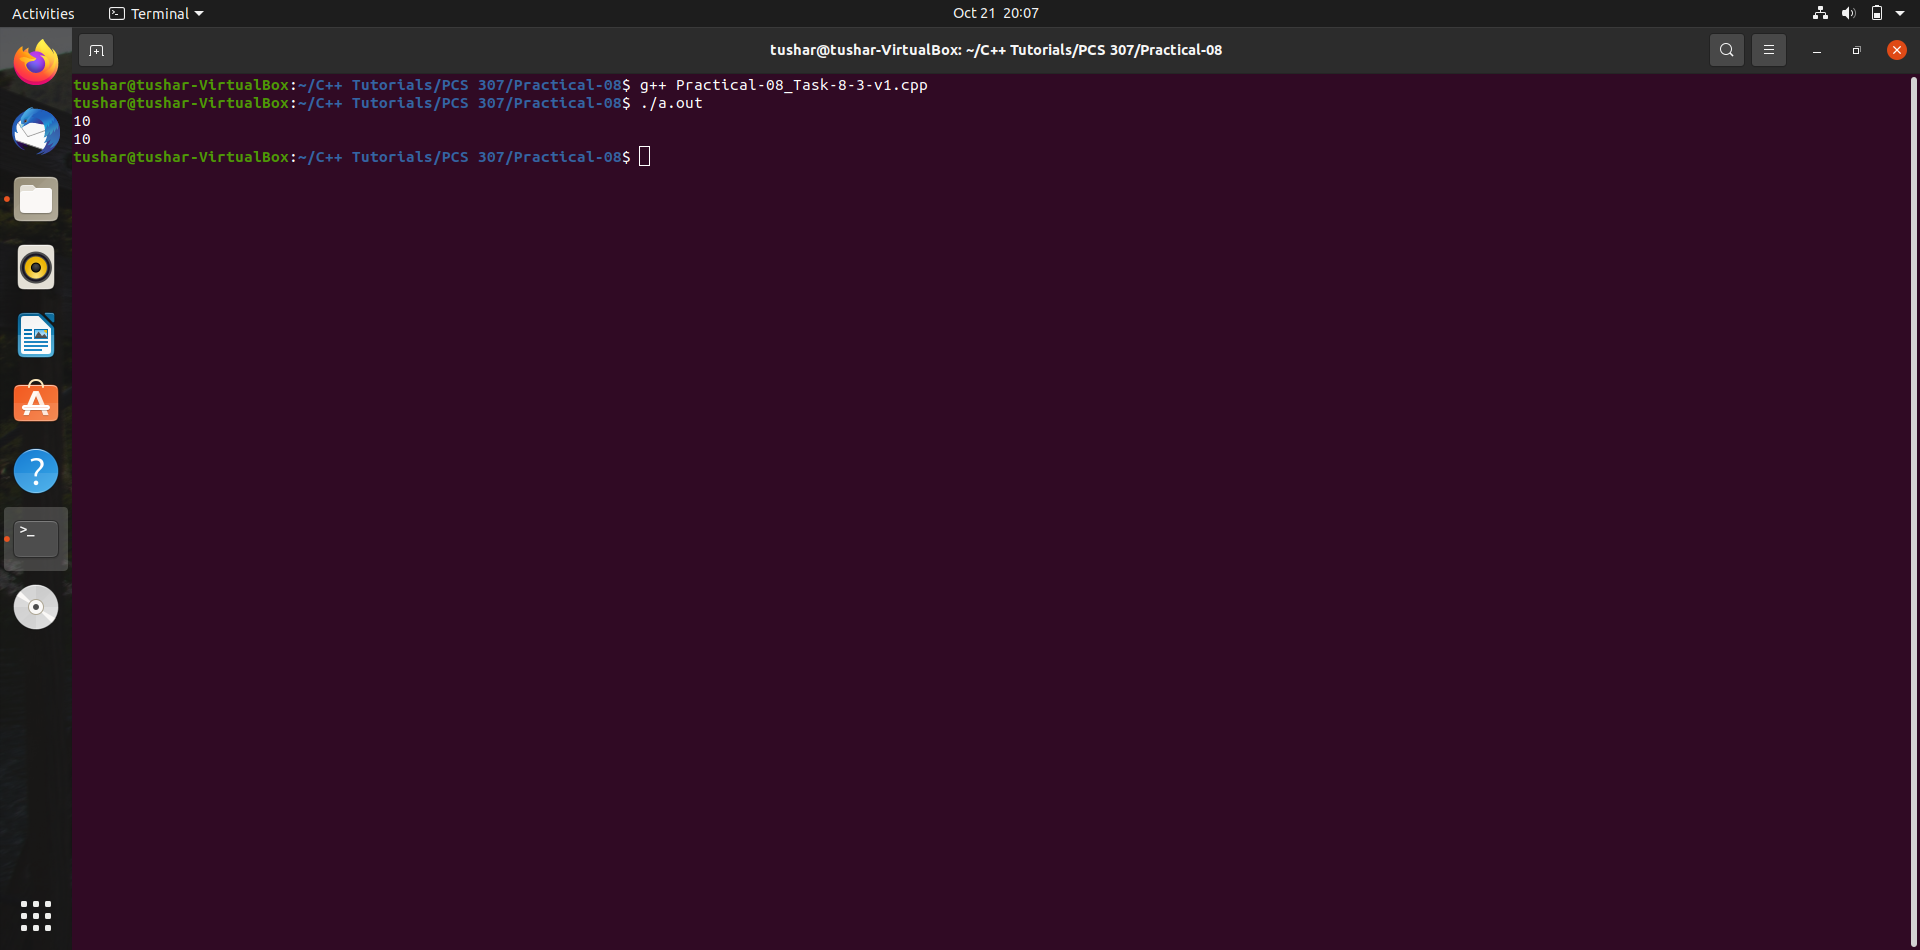 Activities
Terminal
Oct 21 20:07
tushar@tushar-VirtualBox: ~/C++ Tutorials/PCS 307/Practical-08
tushar@tushar-VirtualBox:~/C++ Tutorials/PCS 307/Practical-08$ g++ Practical-08_Task-8-3-v1.cpp
tushar@tushar-VirtualBox:~/C++ Tutorials/PCS 307/Practical-08$ ./a.out
10
10
tushar@tushar-VirtualBox:~/C++ Tutorials/PCS 307/Practical-08$